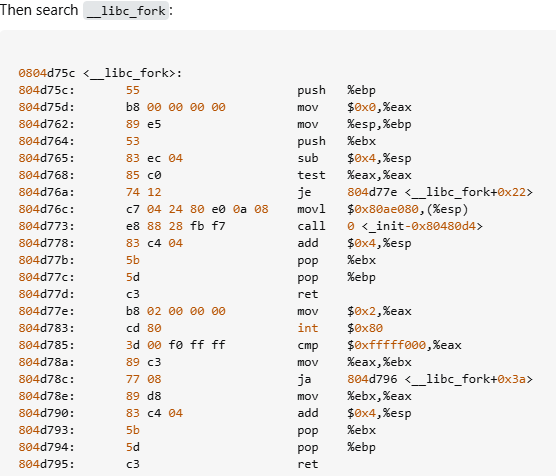 Then search __libc_fork:
0804d75c <__libc_fork>:
804d75c: 55 push %ebp
804d75d: b8 00 00 00 00 mov $0x0,%eax
804d762: 89 e5 mov %esp,%ebp
804d764: 53 push %ebx
804d765: 83 ec 04 sub $0x4,%esp
804d768: 85 c0 test %eax,%eax
804d76a: 74 12 je 804d77e <__libc_fork+0x22>
804d76c: c7 04 24 80 e0 0a 08 movl $0x80ae080,(%esp)
804d773: e8 88 28 fb f7 call 0 <_init-0x80480d4>
804d778: 83 c4 04 add $0x4,%esp
804d77b: 5b pop %ebx
804d77c: 5d pop %ebp
804d77d: c3 ret
804d77e: b8 02 00 00 00 mov $0x2,%eax
804d783: cd 80 int $0x80
804d785: 3d 00 f0 ff ff cmp $0xfffff000,%eax
804d78a: 89 c3 mov %eax,%ebx
804d78c: 77 08 ja 804d796 <__libc_fork+0x3a>
804d78e: 89 d8 mov %ebx,%eax
804d790: 83 c4 04 add $0x4,%esp
804d793: 5b pop %ebx
804d794: 5d pop %ebp
804d795: c3 ret